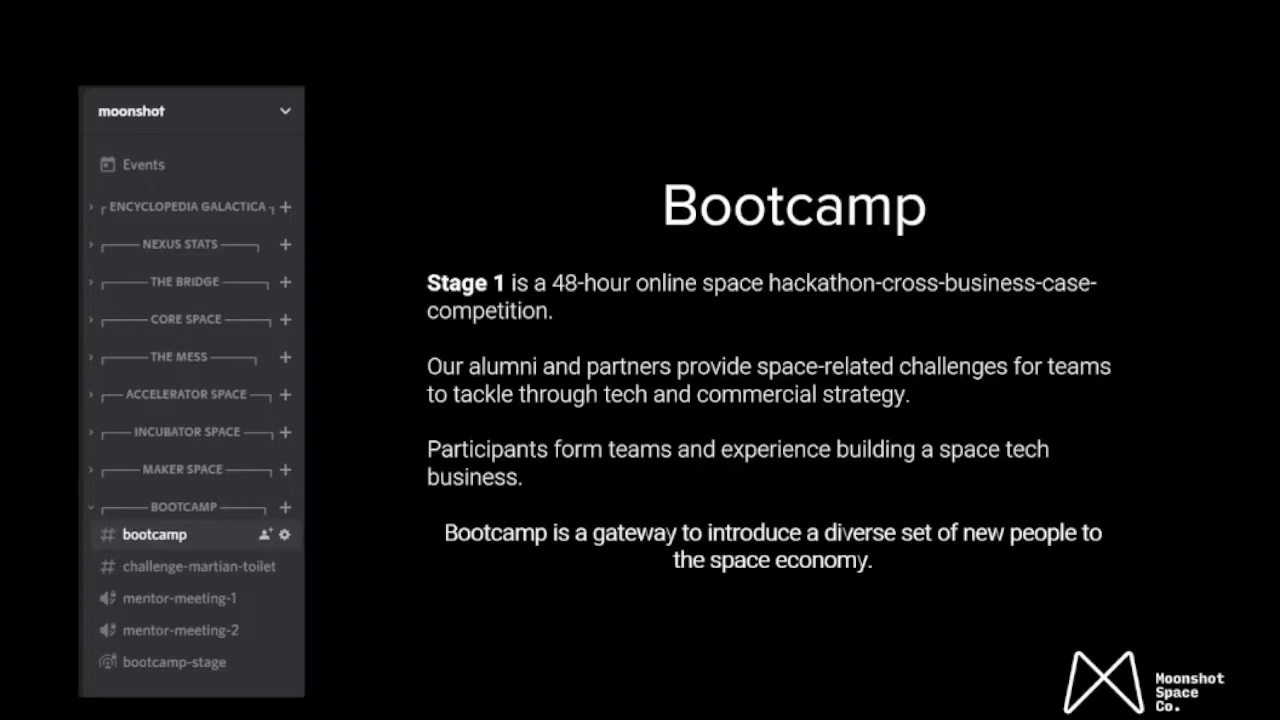 moonshot
Events
ENCYCLOPEDIA GALACTICA
NEXUS STATS
THE BRIDGE
CORE SPACE
THE MESS
ACCELERATOR SPACE
INCUBATOR SPACE
MAKER SPACE
BOOTCAMP
bootcamp
challenge-martian-toilet
mentor-meeting-1
mentor-meeting-2
bootcamp-stage
Bootcamp
Stage 1 is a 48-hour online space hackathon-cross-business-case-
competition.
Our alumni and partners provide space-related challenges for teams
to tackle through tech and commercial strategy.
Participants form teams and experience building a space tech
business.
Bootcamp is a gateway to introduce a diverse set of new people to
the space economy.
Moonshot
Space
Co.